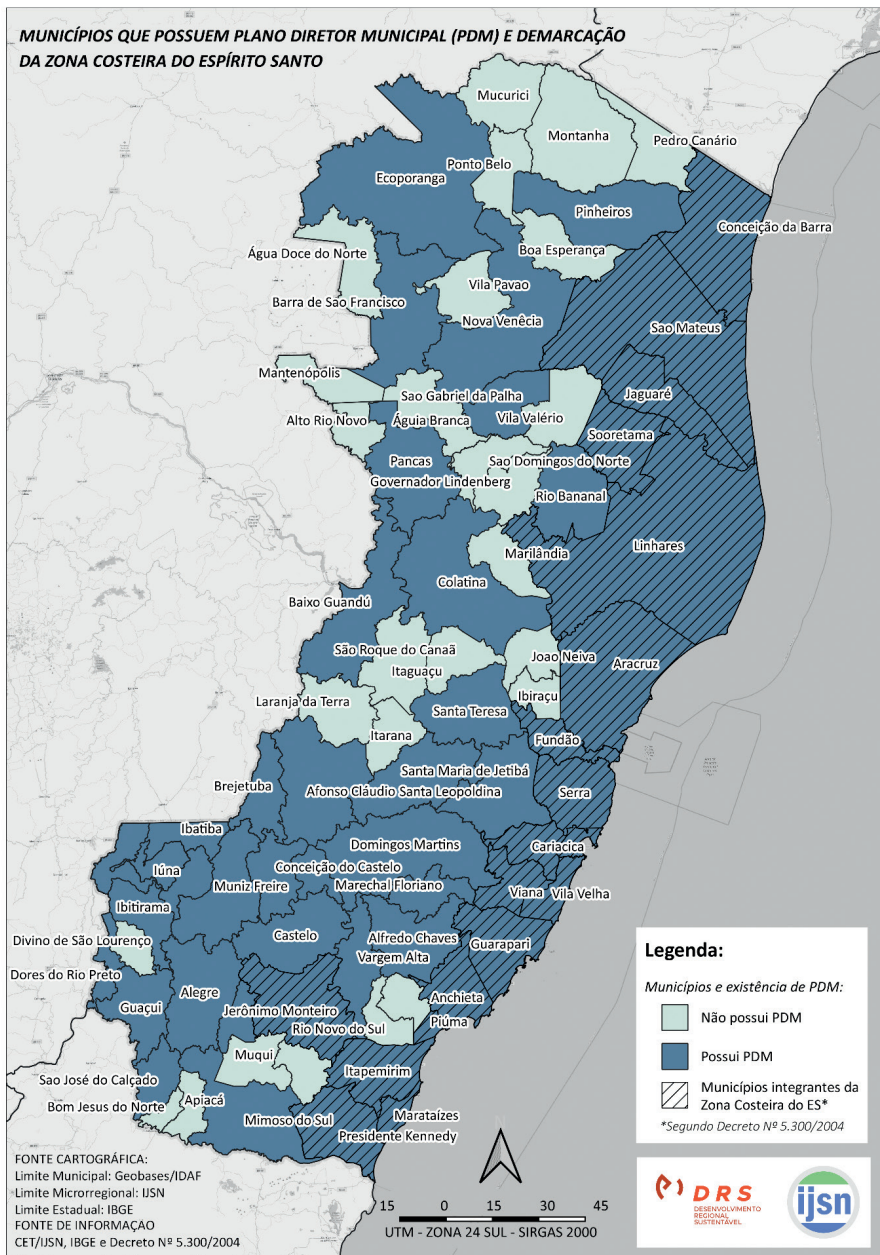 MUNICÍPIOS QUE POSSUEM PLANO DIRETOR MUNICIPAL (PDM) E DEMARCAÇÃO
DA ZONA COSTEIRA DO ESPÍRITO SANTO
Mucurici
Montanha
Pedro Canário
Ponto Belo
Ecoporanga
Pinheiros
Conceição da Barra
Boa Esperança
Água Doce do Norte
Vila Pavao
Barra de Sao Francisco
Nova Venêcia
Sao Mateus
Mantenópolis
Jaguaré
Sao Gabriel da Palha
Alto Rio Novo
Águia Branca
Vila Valério
Sooretama
Pancas
Sao Domingos do Norte
Governador Lindenberg
Rio Bananal
Marilândia
Linhares
Colatina
Baixo Guandú
São Roque do Canaã
Joao Neiva
Aracruz
Itaguaçu
Laranja da Terra
Ibiraçu
Santa Teresa
Itarana
Fundão
Santa Maria de Jetibá
Brejetuba
Afonso Cláudio
Santa Leopoldina
Serra
Ibatiba
Domingos Martins
Cariacica
Iúna
Conceição do Castelo
Muniz Freire
Marechal Floriano
Viana
Vila Velha
Ibitirama
Castelo
Alfredo Chaves
Divino de São Lourenço
Guarapari
Vargem Alta
Dores do Rio Preto
Alegre
Anchieta
Guaçui
Jerônimo Monteiro
Piúma
Rio Novo do Sul
Muqui
Itapemirim
Sao José do Calçado
Apiacá
Bom Jesus do Norte
Mimoso do Sul
Marataízes
Presidente Kennedy
Legenda:
Municípios e existência de PDM:
Não possui PDM
Possui PDM
Municípios integrantes da
Zona Costeira do ES*
*Segundo Decreto Nº 5.300/2004
FONTE CARTOGRÁFICA:
Limite Municipal: Geobases/IDAF
Limite Microrregional: IJSN
Limite Estadual: IBGE
FONTE DE INFORMAÇAO
CET/IJSN, IBGE e Decreto Nº 5.300/2004
N
15 0 15 30 45
UTM - ZONA 24 SUL - SIRGAS 2000
DRS
DESENVOLVIMENTO
REGIONAL
SUSTENTÁVEL
ijsn